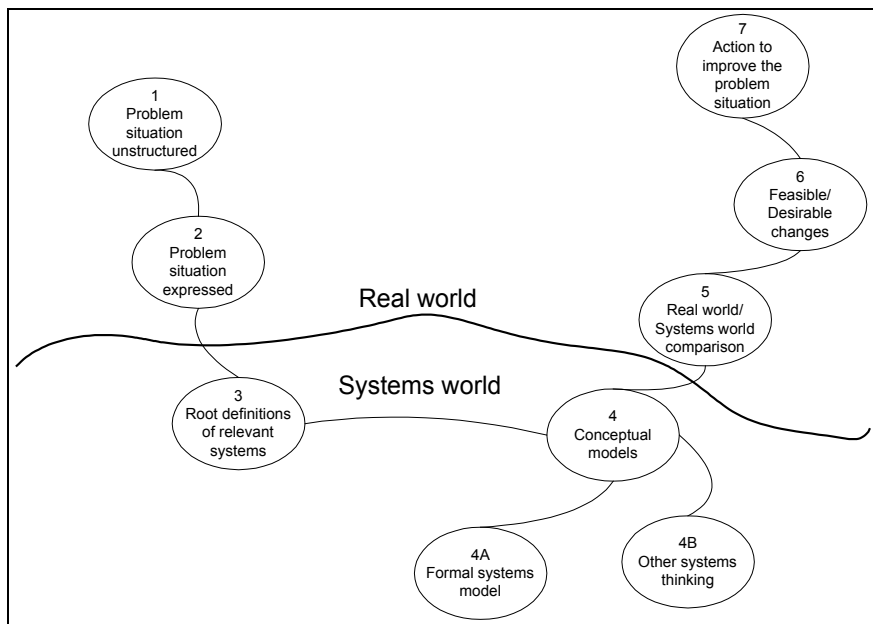 1
Problem
situation
unstructured
2
Problem
situation
expressed
3
Root definitions
of relevant
systems
Real world
Systems world
4
Conceptual
models
4A
Formal systems
model
4B
Other systems
thinking
5
Real world/
Systems world
comparison
6
Feasible/
Desirable
changes
7
Action to
improve the
problem
situation